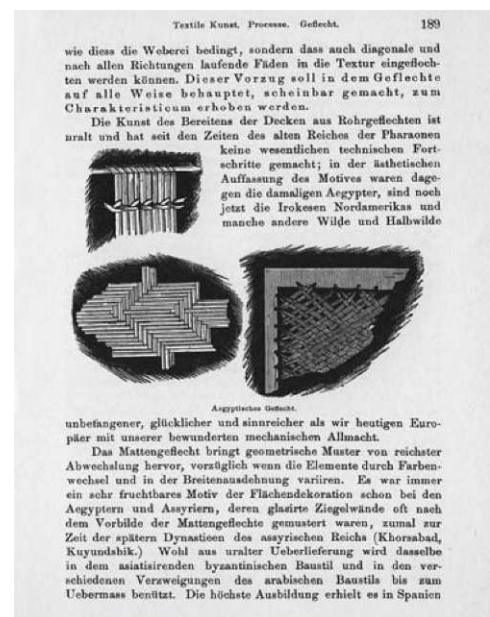 Textile Kunst. Processe. Geflecht. 189
wie diess die Weberei bedingt, sondern dass auch diagonale und
nach allen Richtungen laufende Fäden in die Textur eingefloch-
ten werden können. Dieser Vorzug soll in dem Geflechte
auf alle Weise behauptet, scheinbar gemacht, zum
Charakteristicum erhoben werden.
Die Kunst des Bereitens der Decken aus Rohrgeflechten ist
uralt und hat seit den Zeiten des alten Reiches der Pharaonen
keine wesentlichen technischen Fort-
schritte gemacht; in der ästhetischen
Auffassung des Motives waren dage-
gen die damaligen Aegypter, sind noch
jetzt die Irokesen Nordamerikas und
manche andere Wilde und Halbwilde
Aegyptisches Geflecht.
unbefangener, glücklicher und sinnreicher als wir heutigen Euro-
päer mit unserer bewunderten mechanischen Allmacht.
Das Mattengeflecht bringt geometrische Muster von reichster
Abwechslung hervor, vorzüglich wenn die Elemente durch Farben-
wechsel und in der Breitenausdehnung variiren. Es war immer
ein sehr fruchtbares Motiv der Flächendekoration schon bei den
Aegyptern und Assyriern, deren glasirte Ziegelwände oft nach
dem Vorbilde der Mattengeflechte gemustert waren, zumal zur
Zeit der spätern Dynastieen des assyrischen Reichs (Khorsabad,
Kuyundshik.) Wohl aus uralter Ueberlieferung wird dasselbe
in dem asiatisirenden byzantinischen Baustil und in den ver-
schiedenen Verzweigungen des arabischen Baustils bis zum
Uebermass benützt. Die höchste Ausbildung erhielt es in Spanien